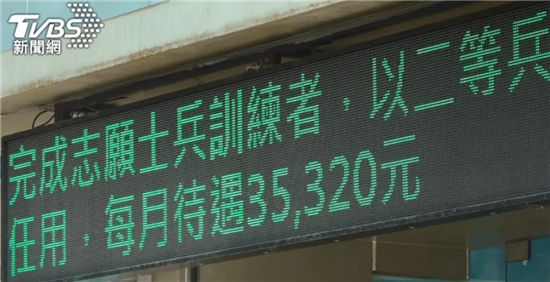 TVBS
新聞網
完成志願士兵訓練者，以二等兵
任用，每月待遇35,320元